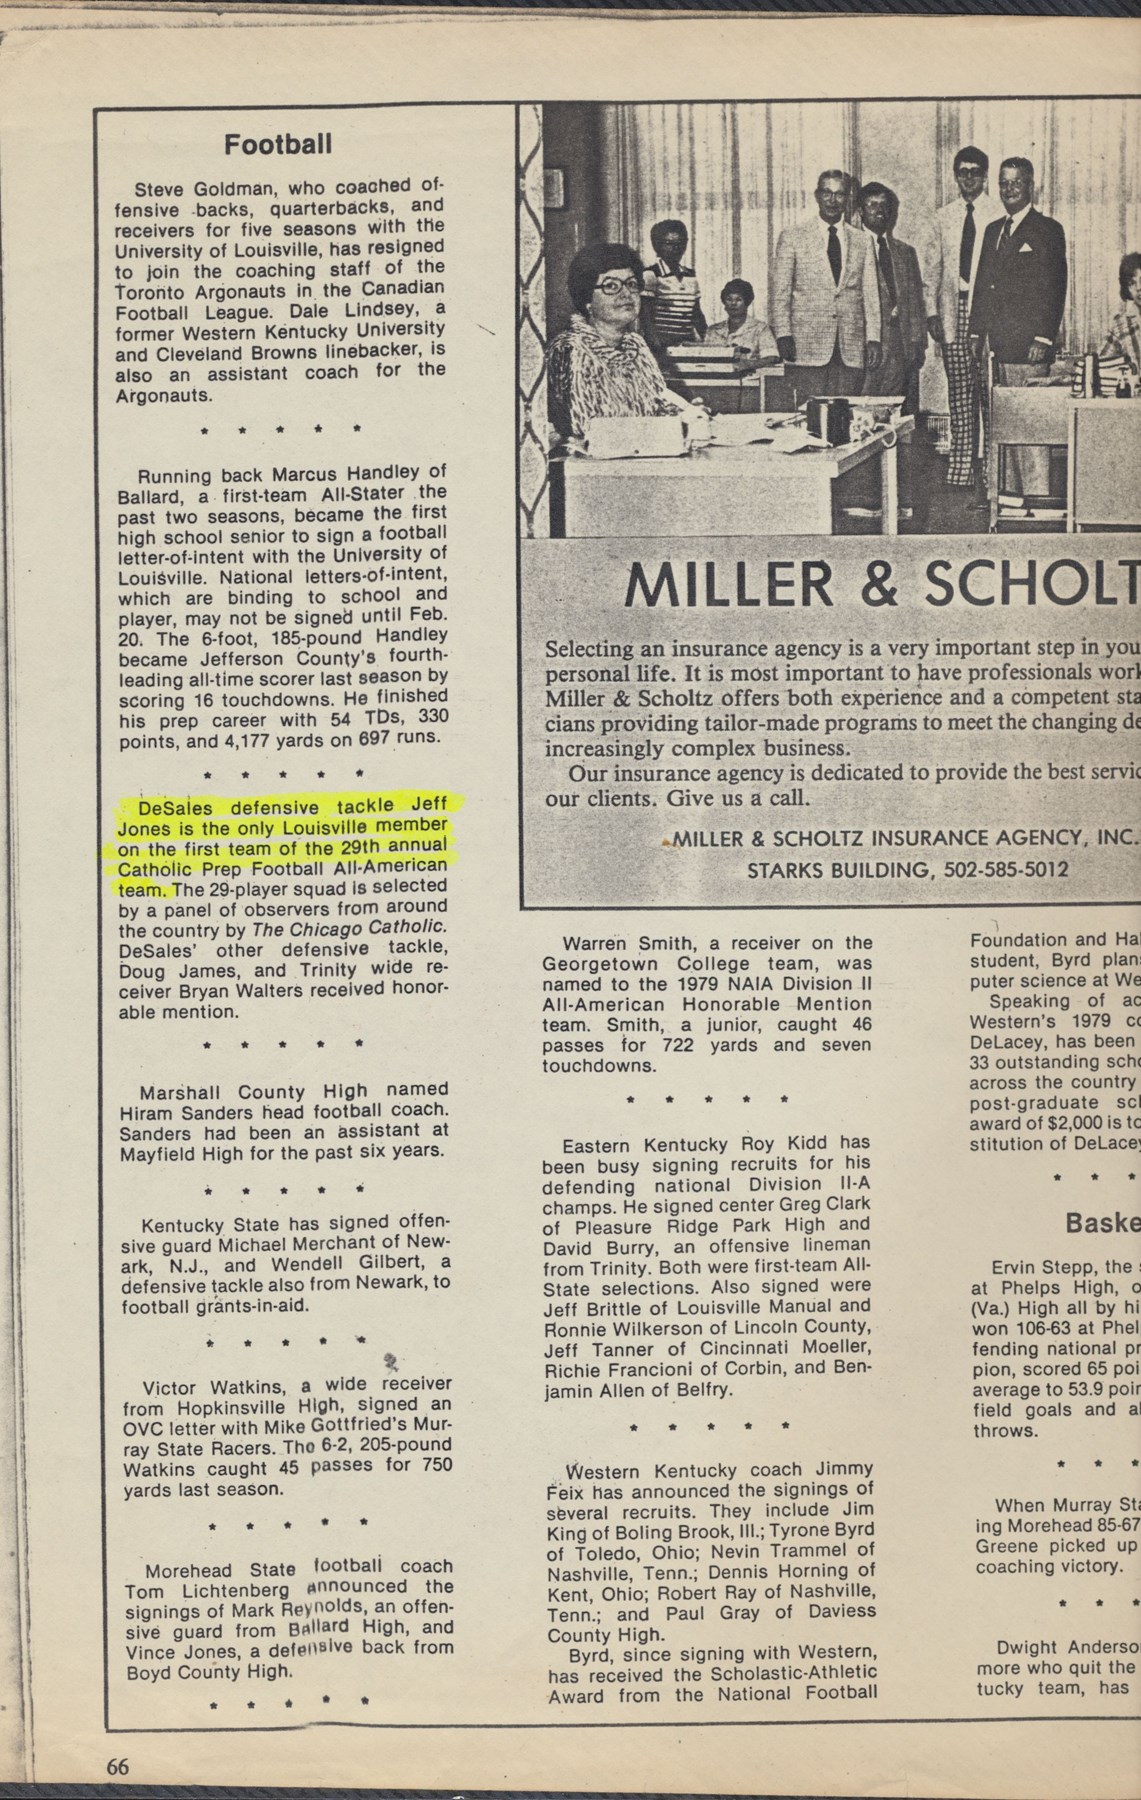 Football
Steve Goldman, who coached of-
fensive backs, quarterbacks, and
receivers for five seasons with the
University of Louisville, has resigned
to join the coaching staff of the
Toronto Argonauts in the Canadian
Football League. Dale Lindsey, a
former Western Kentucky University
and Cleveland Browns linebacker, is
also an assistant coach for the
Argonauts.
* * * * *
Running back Marcus Handley of
Ballard, a first-team All-Stater the
past two seasons, became the first
high school senior to sign a football
letter-of-intent with the University of
Louisville. National letters-of-intent,
which are binding to school and
player, may not be signed until Feb.
20. The 6-foot, 185-pound Handley
became Jefferson County's fourth-
leading all-time scorer last season by
scoring 16 touchdowns. He finished
his prep career with 54 TDs, 330
points, and 4,177 yards on 697 runs.
* * * * *
DeSales defensive tackle Jeff
Jones is the only Louisville member
on the first team of the 29th annual
Catholic Prep Football All-American
team. The 29-player squad is selected
by a panel of observers from around
the country by The Chicago Catholic.
DeSales' other defensive tackle,
Doug James, and Trinity wide re-
ceiver Bryan Walters received honor-
able mention.
* * * * *
Marshall County High named
Hiram Sanders head football coach.
Sanders had been an assistant at
Mayfield High for the past six years.
* * * * *
Kentucky State has signed offen-
sive guard Michael Merchant of New-
ark, N.J., and Wendell Gilbert, a
defensive tackle also from Newark, to
football grants-in-aid.
* * * * *
Victor Watkins, a wide receiver
from Hopkinsville High, signed an
OVC letter with Mike Gottfried's Mur-
ray State Racers. The 6-2, 205-pound
Watkins caught 45 passes for 750
yards last season.
* * * * *
Morehead State football coach
Tom Lichtenberg announced the
signings of Mark Reynolds, an offen-
sive guard from Ballard High, and
Vince Jones, a defensive back from
Boyd County High.
* * * * *
66
MILLER & SCHOLT
Selecting an insurance agency is a very important step in you
personal life. It is most important to have professionals work
Miller & Scholtz offers both experience and a competent sta
cians providing tailor-made programs to meet the changing de
increasingly complex business.
Our insurance agency is dedicated to provide the best servic
our clients. Give us a call.
MILLER & SCHOLTZ INSURANCE AGENCY, INC.
STARKS BUILDING, 502-585-5012
Warren Smith, a receiver on the
Georgetown College team, was
named to the 1979 NAIA Division II
All-American Honorable Mention
team. Smith, a junior, caught 46
passes for 722 yards and seven
touchdowns.
* * * * *
Eastern Kentucky Roy Kidd has
been busy signing recruits for his
defending national Division II-A
champs. He signed center Greg Clark
of Pleasure Ridge Park High and
David Burry, an offensive lineman
from Trinity. Both were first-team All-
State selections. Also signed were
Jeff Brittle of Louisville Manual and
Ronnie Wilkerson of Lincoln County,
Jeff Tanner of Cincinnati Moeller,
Richie Francioni of Corbin, and Ben-
jamin Allen of Belfry.
* * * * *
Western Kentucky coach Jimmy
Feix has announced the signings of
several recruits. They include Jim
King of Boling Brook, Ill.; Tyrone Byrd
of Toledo, Ohio; Nevin Trammel of
Nashville, Tenn.; Dennis Horning of
Kent, Ohio; Robert Ray of Nashville,
Tenn.; and Paul Gray of Daviess
County High.
Byrd, since signing with Western,
has received the Scholastic-Athletic
Award from the National Football
Foundation and Hal
student, Byrd plan
puter science at We
Speaking of ac
Western's 1979 co
DeLacey, has been
33 outstanding scho
across the country
post-graduate scl
award of $2,000 is to
stitution of DeLacey
* * *
Baske
Ervin Stepp, the
at Phelps High, o
(Va.) High all by hi
won 106-63 at Phel
fending national pr
pion, scored 65 poi
average to 53.9 poin
field goals and al
throws.
* * *
When Murray Sta
ing Morehead 85-67
Greene picked up
coaching victory.
* * *
Dwight Anderso
more who quit the
tucky team, has